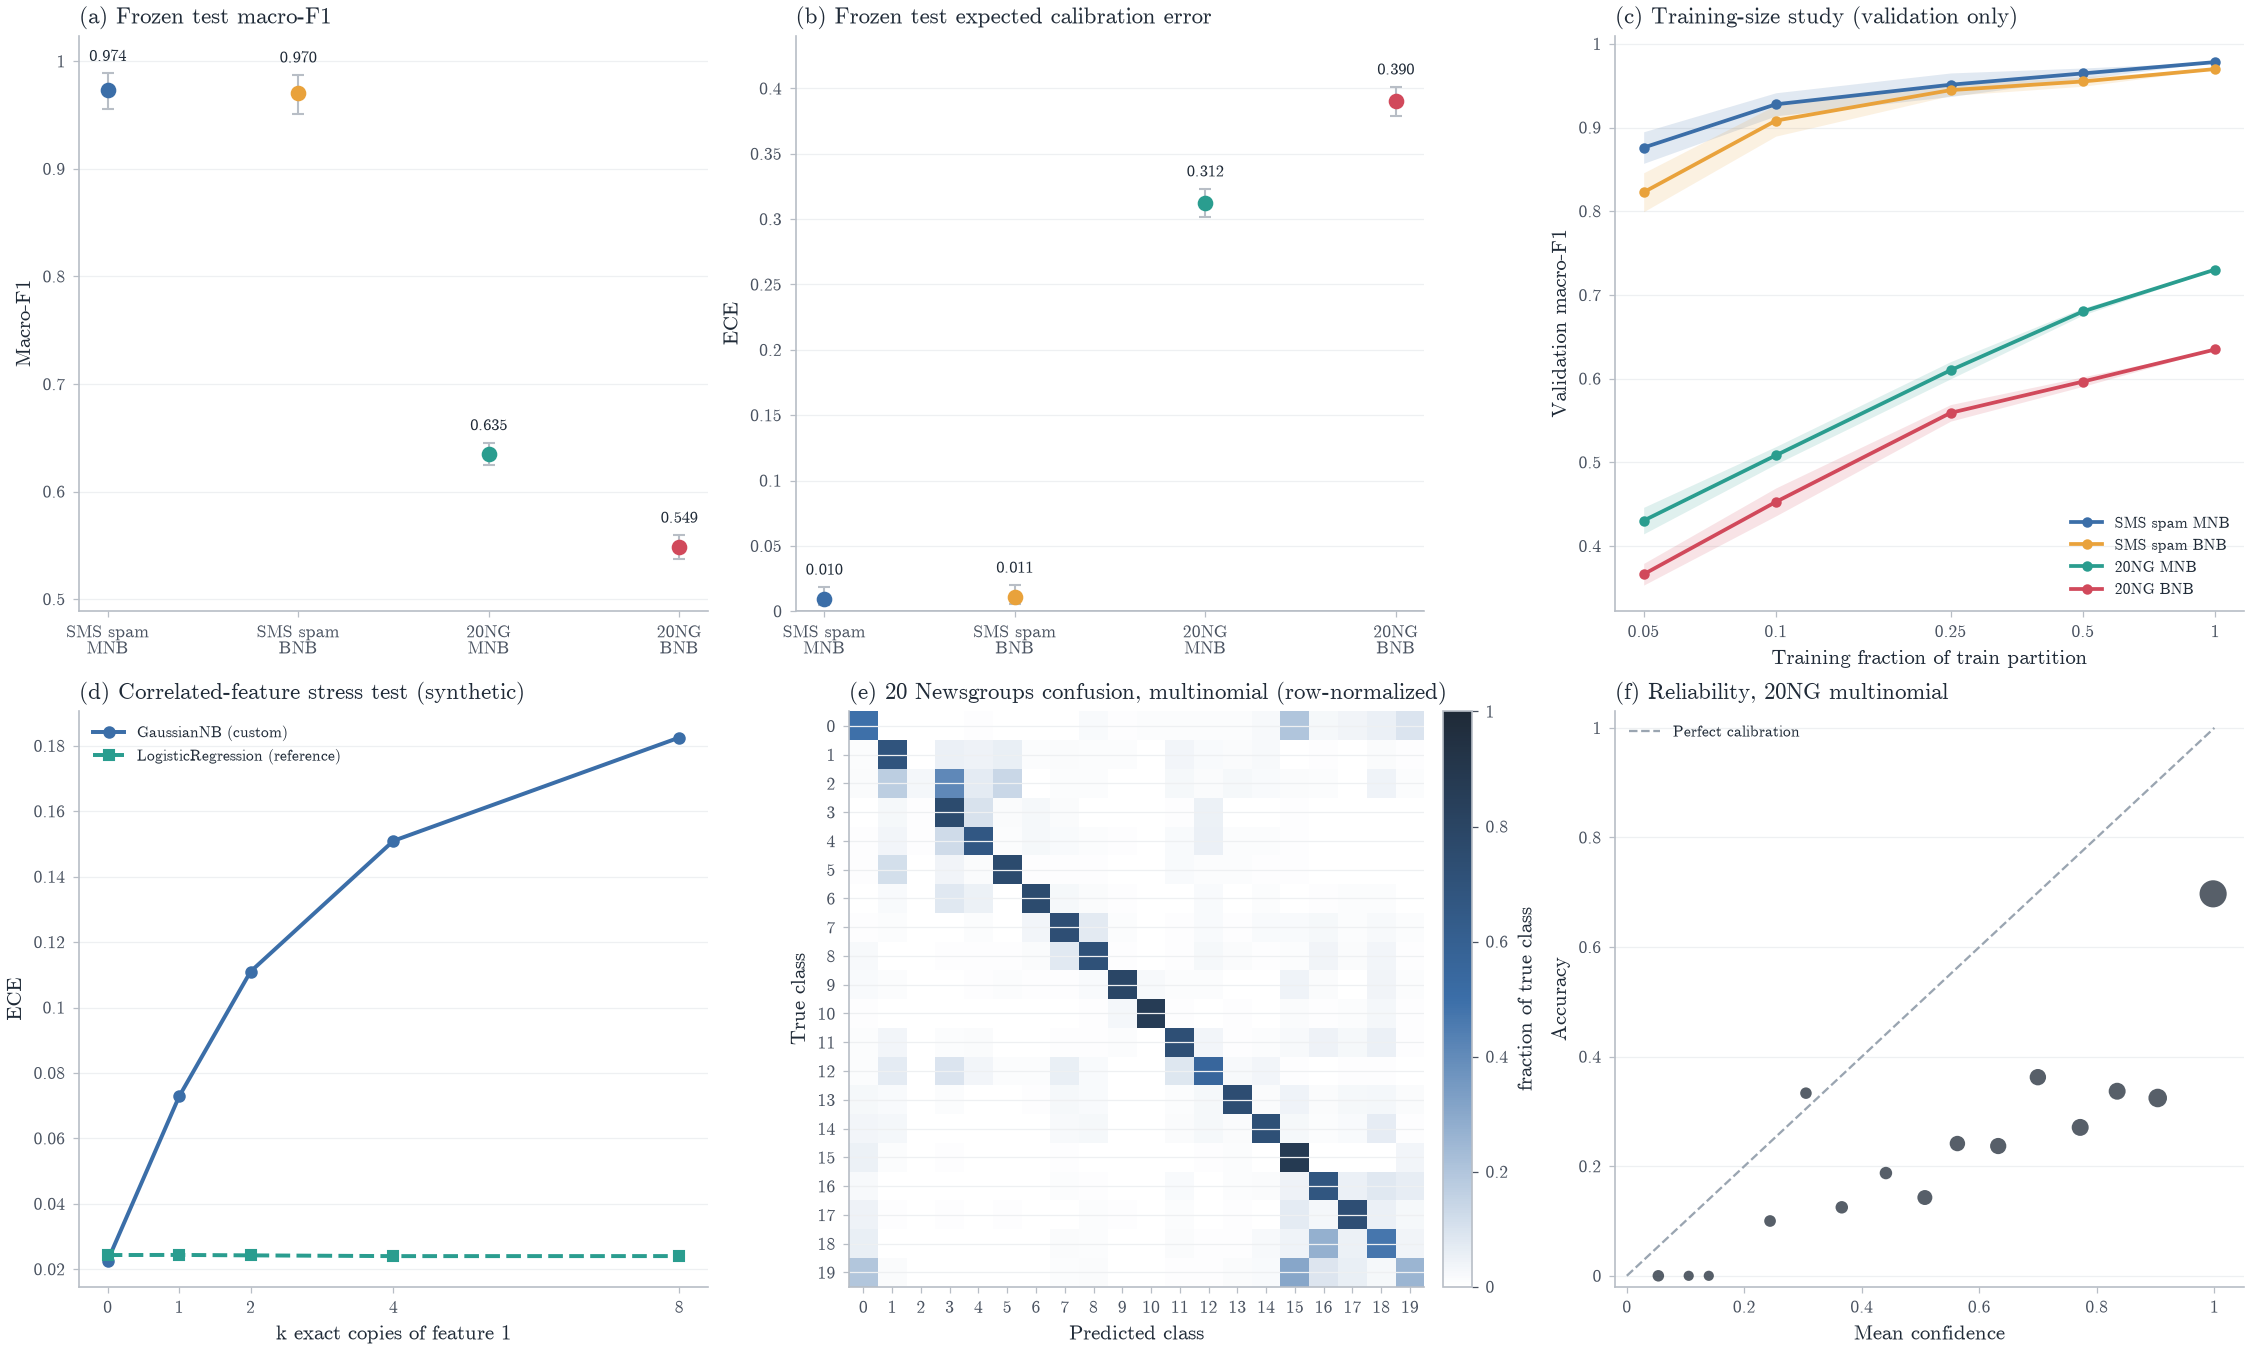 (a) Frozen test macro-F1
0.974
0.970
0.635
0.549
1
0.9
0.8
0.7
0.6
0.5
Macro-F1
SMS spam
MNB
SMS spam
BNB
20NG
MNB
20NG
BNB
(b) Frozen test expected calibration error
0.390
0.312
0.010
0.011
0.4
0.35
0.3
0.25
0.2
0.15
0.1
0.05
0
ECE
SMS spam
MNB
SMS spam
BNB
20NG
MNB
20NG
BNB
(c) Training-size study (validation only)
1
0.9
0.8
0.7
0.6
0.5
0.4
Validation macro-F1
SMS spam MNB
SMS spam BNB
20NG MNB
20NG BNB
0.05 0.1 0.25 0.5 1
Training fraction of train partition
(d) Correlated-feature stress test (synthetic)
GaussianNB (custom)
LogisticRegression (reference)
0.18
0.16
0.14
0.12
0.1
0.08
0.06
0.04
0.02
ECE
0 1 2 4 8
k exact copies of feature 1
(e) 20 Newsgroups confusion, multinomial (row-normalized)
0
1
2
3
4
5
6
7
8
9
10
11
12
13
14
15
16
17
18
19
True class
0 1 2 3 4 5 6 7 8 9 10 11 12 13 14 15 16 17 18 19
Predicted class
1
0.8
0.6
0.4
0.2
0
fraction of true class
(f) Reliability, 20NG multinomial
Perfect calibration
1
0.8
0.6
0.4
0.2
0
Accuracy
0 0.2 0.4 0.6 0.8 1
Mean confidence